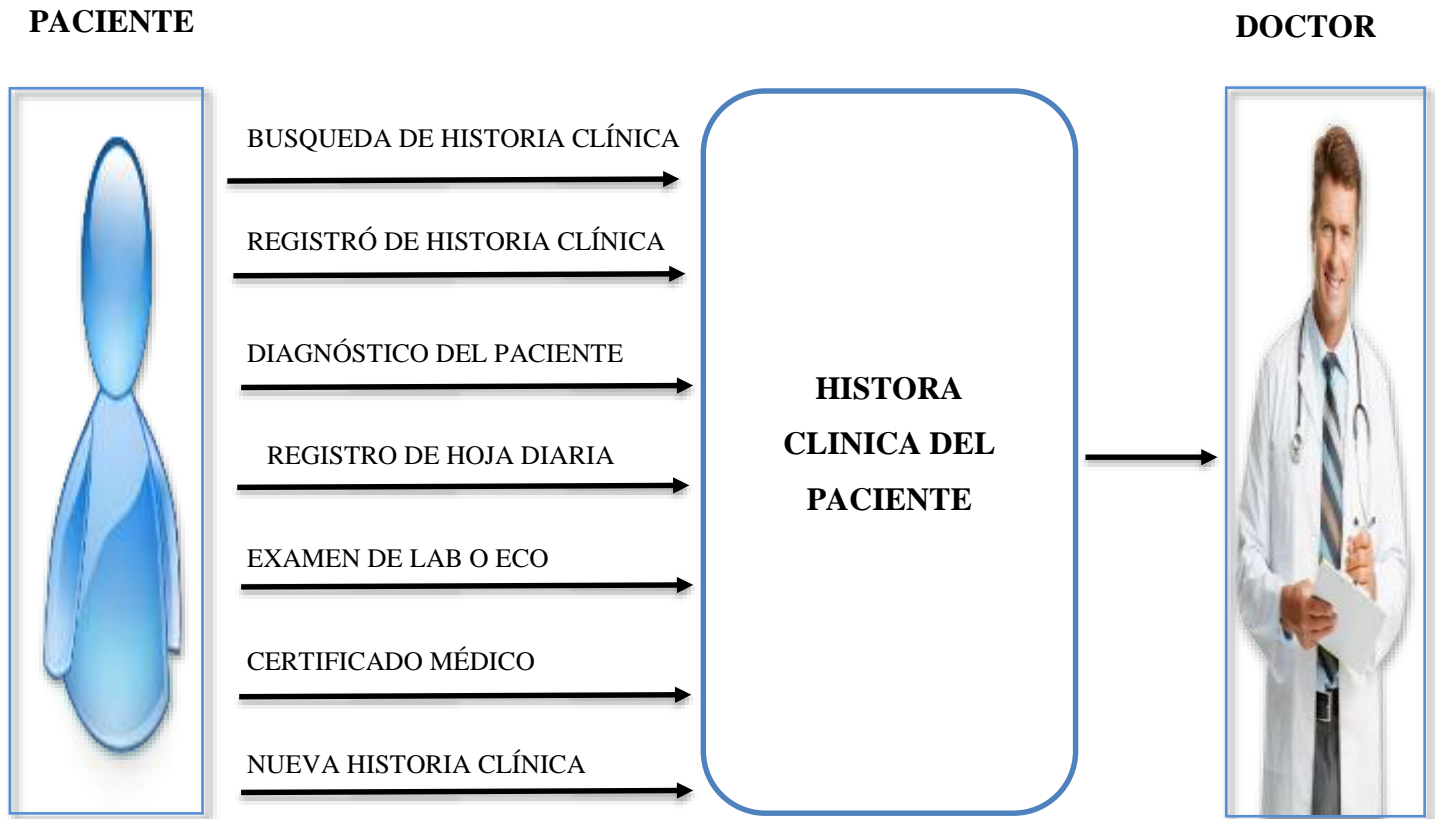 PACIENTE
DOCTOR
BUSQUEDA DE HISTORIA CLÍNICA
REGISTRÓ DE HISTORIA CLÍNICA
DIAGNÓSTICO DEL PACIENTE
REGISTRO DE HOJA DIARIA
EXAMEN DE LAB O ECO
CERTIFICADO MÉDICO
NUEVA HISTORIA CLÍNICA
HISTORA
CLINICA DEL
PACIENTE